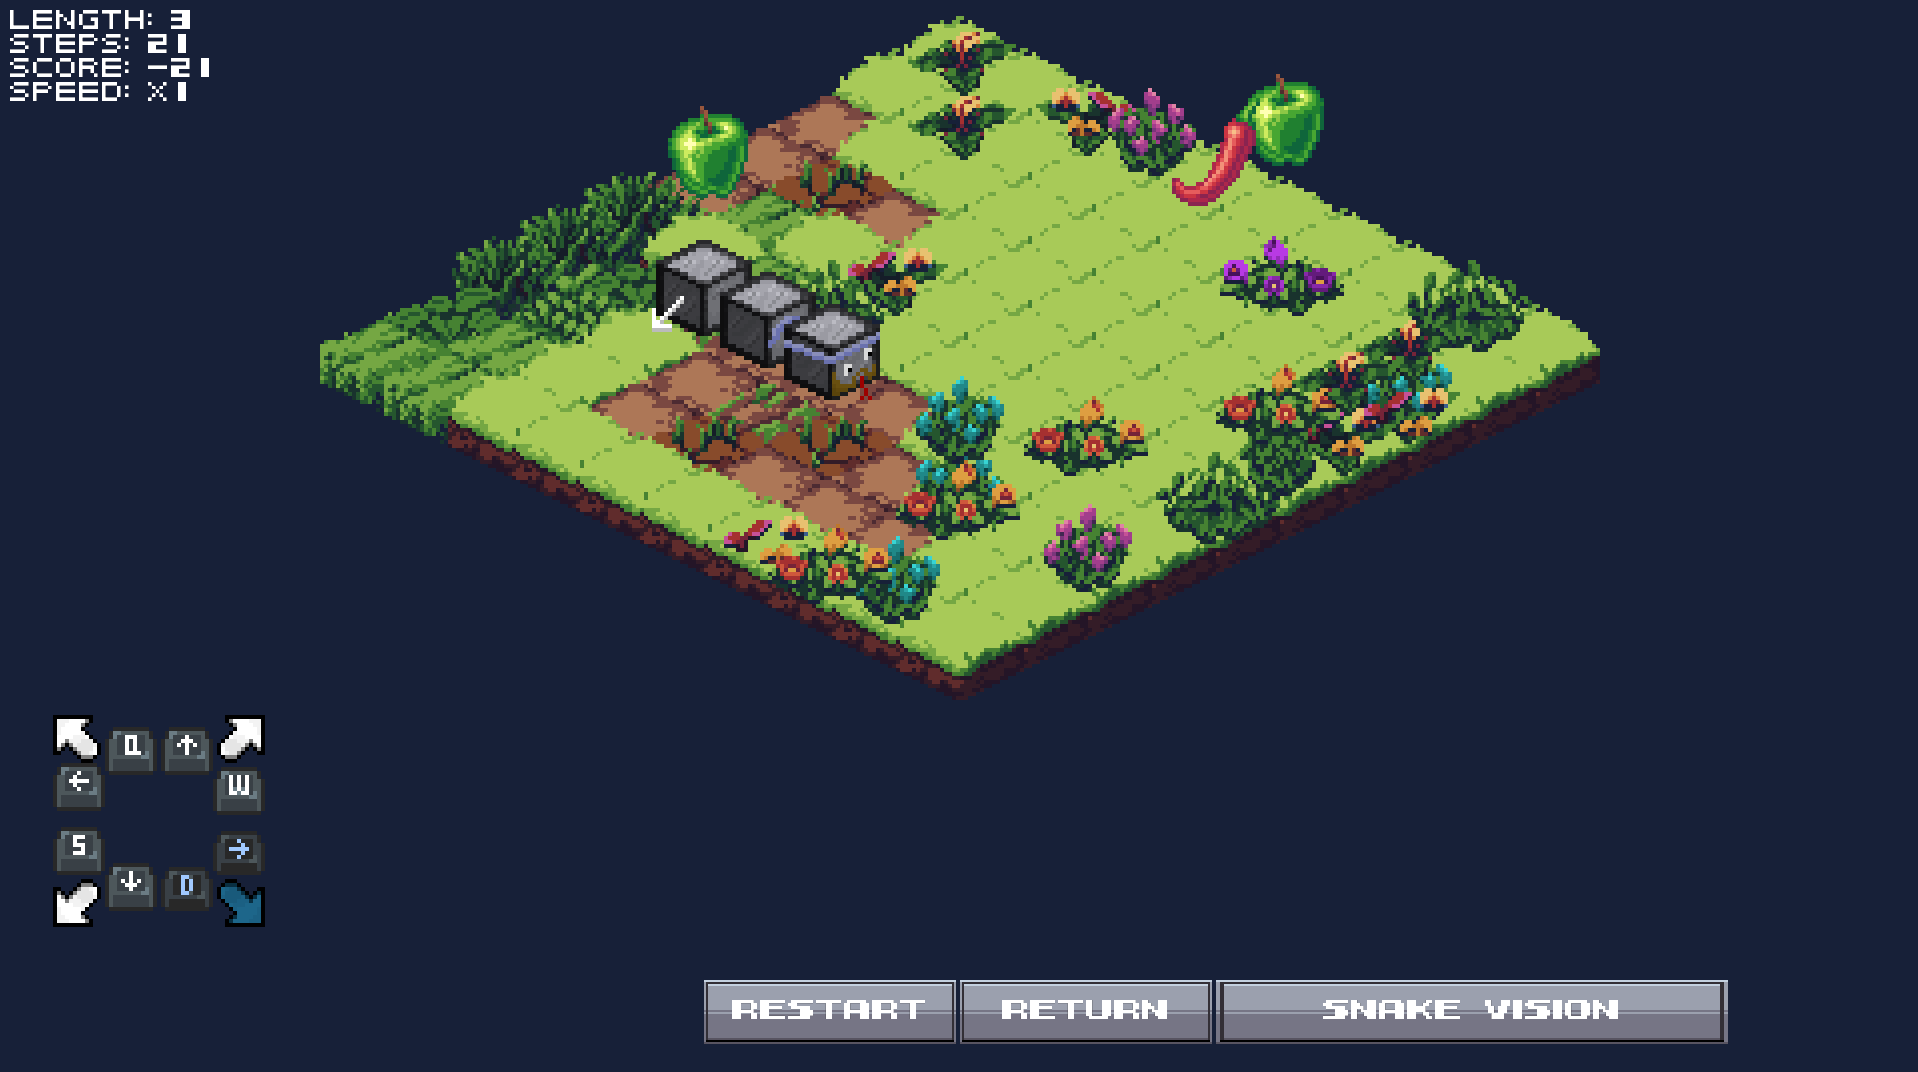 LENGTH: 3
STEPS: 21
SCORE: -21
SPEED: X1
Q ↑
← W
S →
↓ D
RESTART RETURN SNAKE VISION